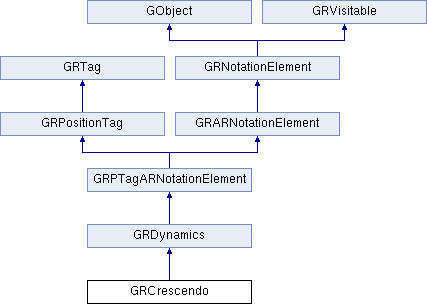 GObject
GRVisitable
GRTag
GRNotationElement
GRPositionTag
GRARNotationElement
GRPTagARNotationElement
GRDynamics
GRCrescendo